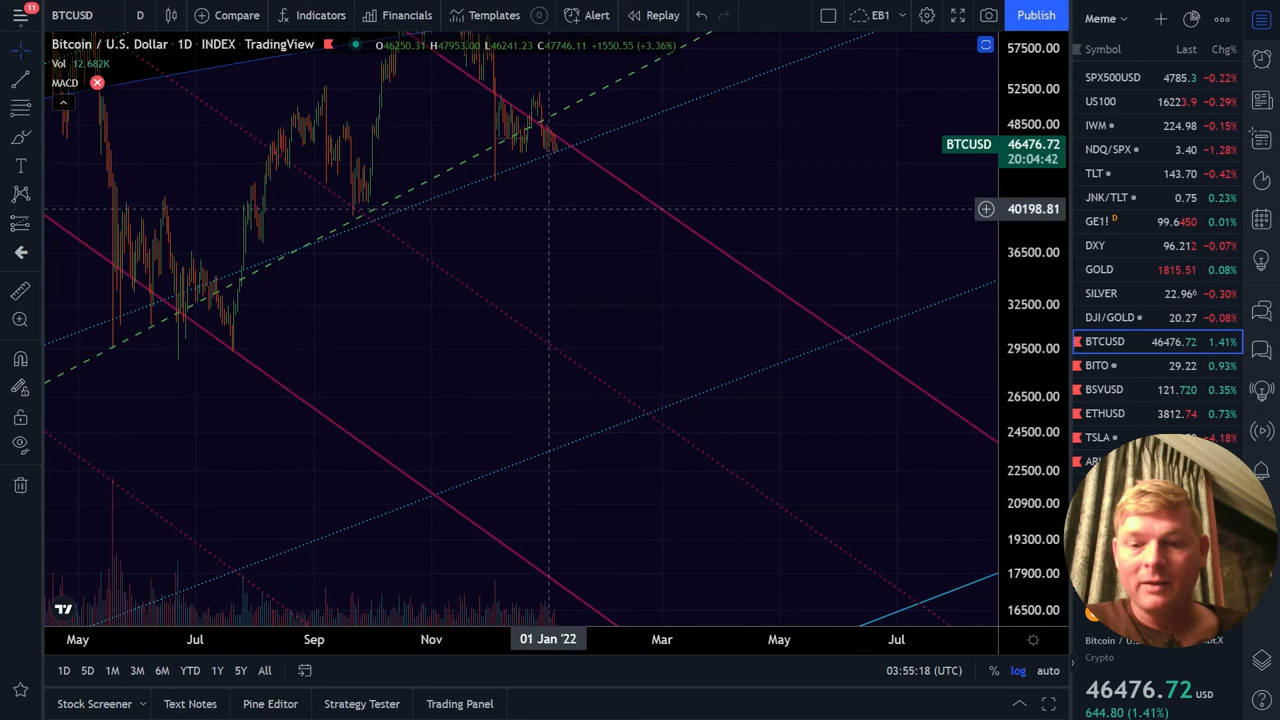 11
BTCUSD
D
Compare
Indicators
Financials
Templates
Alert
Replay
EB1
Publish
Meme
Bitcoin / U.S. Dollar · 1D · INDEX · TradingView
O46250.31 H47953.00 L46241.23 C47746.11 +1550.55 (+3.36%)
Vol 12.682K
MACD
57500.00
52500.00
48500.00
BTCUSD 46476.72
20:04:42
40198.81
36500.00
32500.00
29500.00
26500.00
24500.00
22500.00
20900.00
19300.00
17900.00
16500.00
Symbol Last Chg%
SPX500USD 4785.3 −0.22%
US100 16223.9 −0.29%
IWM 224.98 −0.15%
NDQ/SPX 3.40 −1.28%
TLT 143.70 −0.42%
JNK/TLT 0.75 0.23%
GE1! D 99.6450 0.01%
DXY 96.212 −0.07%
GOLD 1815.51 0.08%
SILVER 22.966 −0.30%
DJI/GOLD 20.27 −0.08%
BTCUSD 46476.72 1.41%
BITO 29.22 0.93%
BSVUSD 121.720 0.35%
ETHUSD 3812.74 0.73%
TSLA −4.18%
May Jul Sep Nov 01 Jan '22 Mar May Jul
1D 5D 1M 3M 6M YTD 1Y 5Y All
03:55:18 (UTC) % log auto
Stock Screener Text Notes Pine Editor Strategy Tester Trading Panel
Crypto
46476.72 USD
644.80 (1.41%)